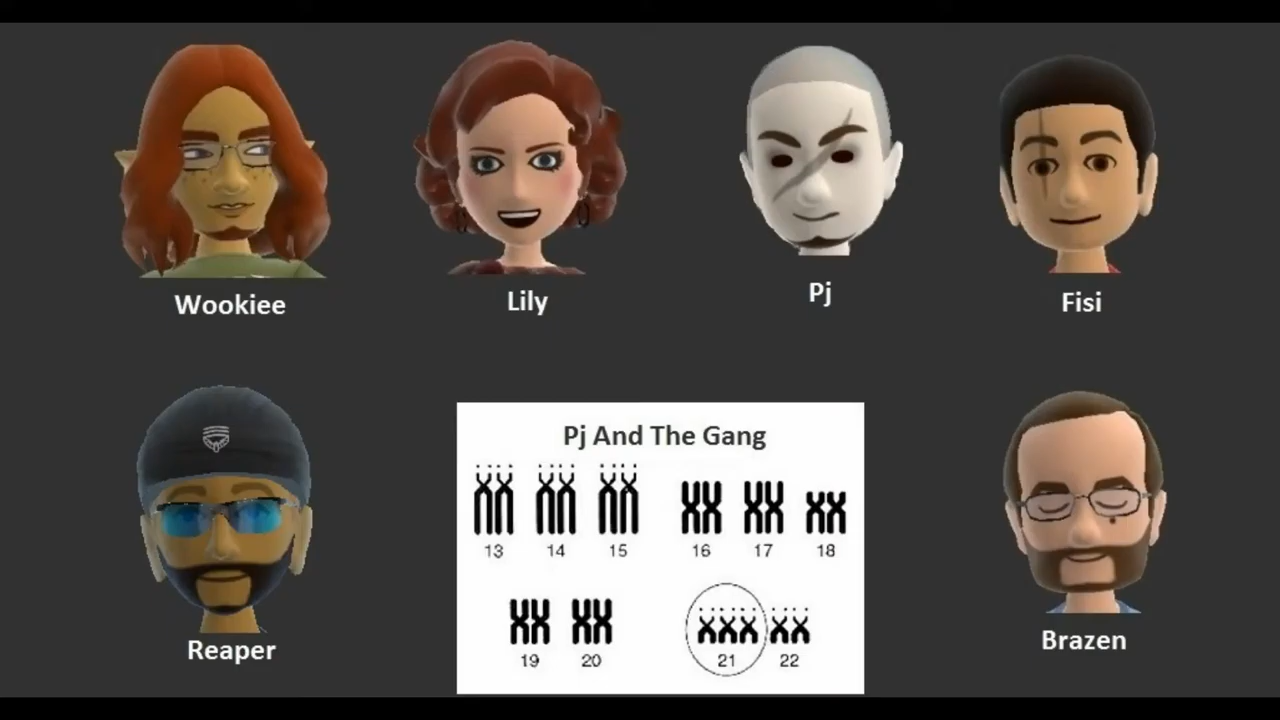 Wookiee
Lily
Pj
Fisi
Reaper
Pj And The Gang
13 14 15 16 17 18
19 20 21 22
Brazen